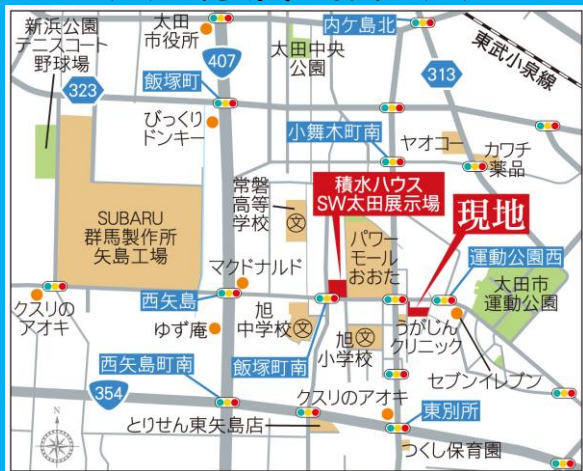 新浜公園
テニスコート
野球場
太田
市役所
407
太田中央
公園
内ケ島北
東武小泉線
323
飯塚町
313
びっくり
ドンキー
小舞木町南
ヤオコー
カワチ
薬品
常磐
高等
学校
文
積水ハウス
SW太田展示場
現地
SUBARU
群馬製作所
矢島工場
パワー
モール
おおた
運動公園西
太田市
運動公園
マクドナルド
クスリの
アオキ
西矢島
旭
中学校
文
ゆず庵
飯塚町南
旭
文
小学校
うがじん
クリニック
セブンイレブン
西矢島町南
354
クスリのアオキ
とりせん東矢島店
東別所
つくし保育園
N